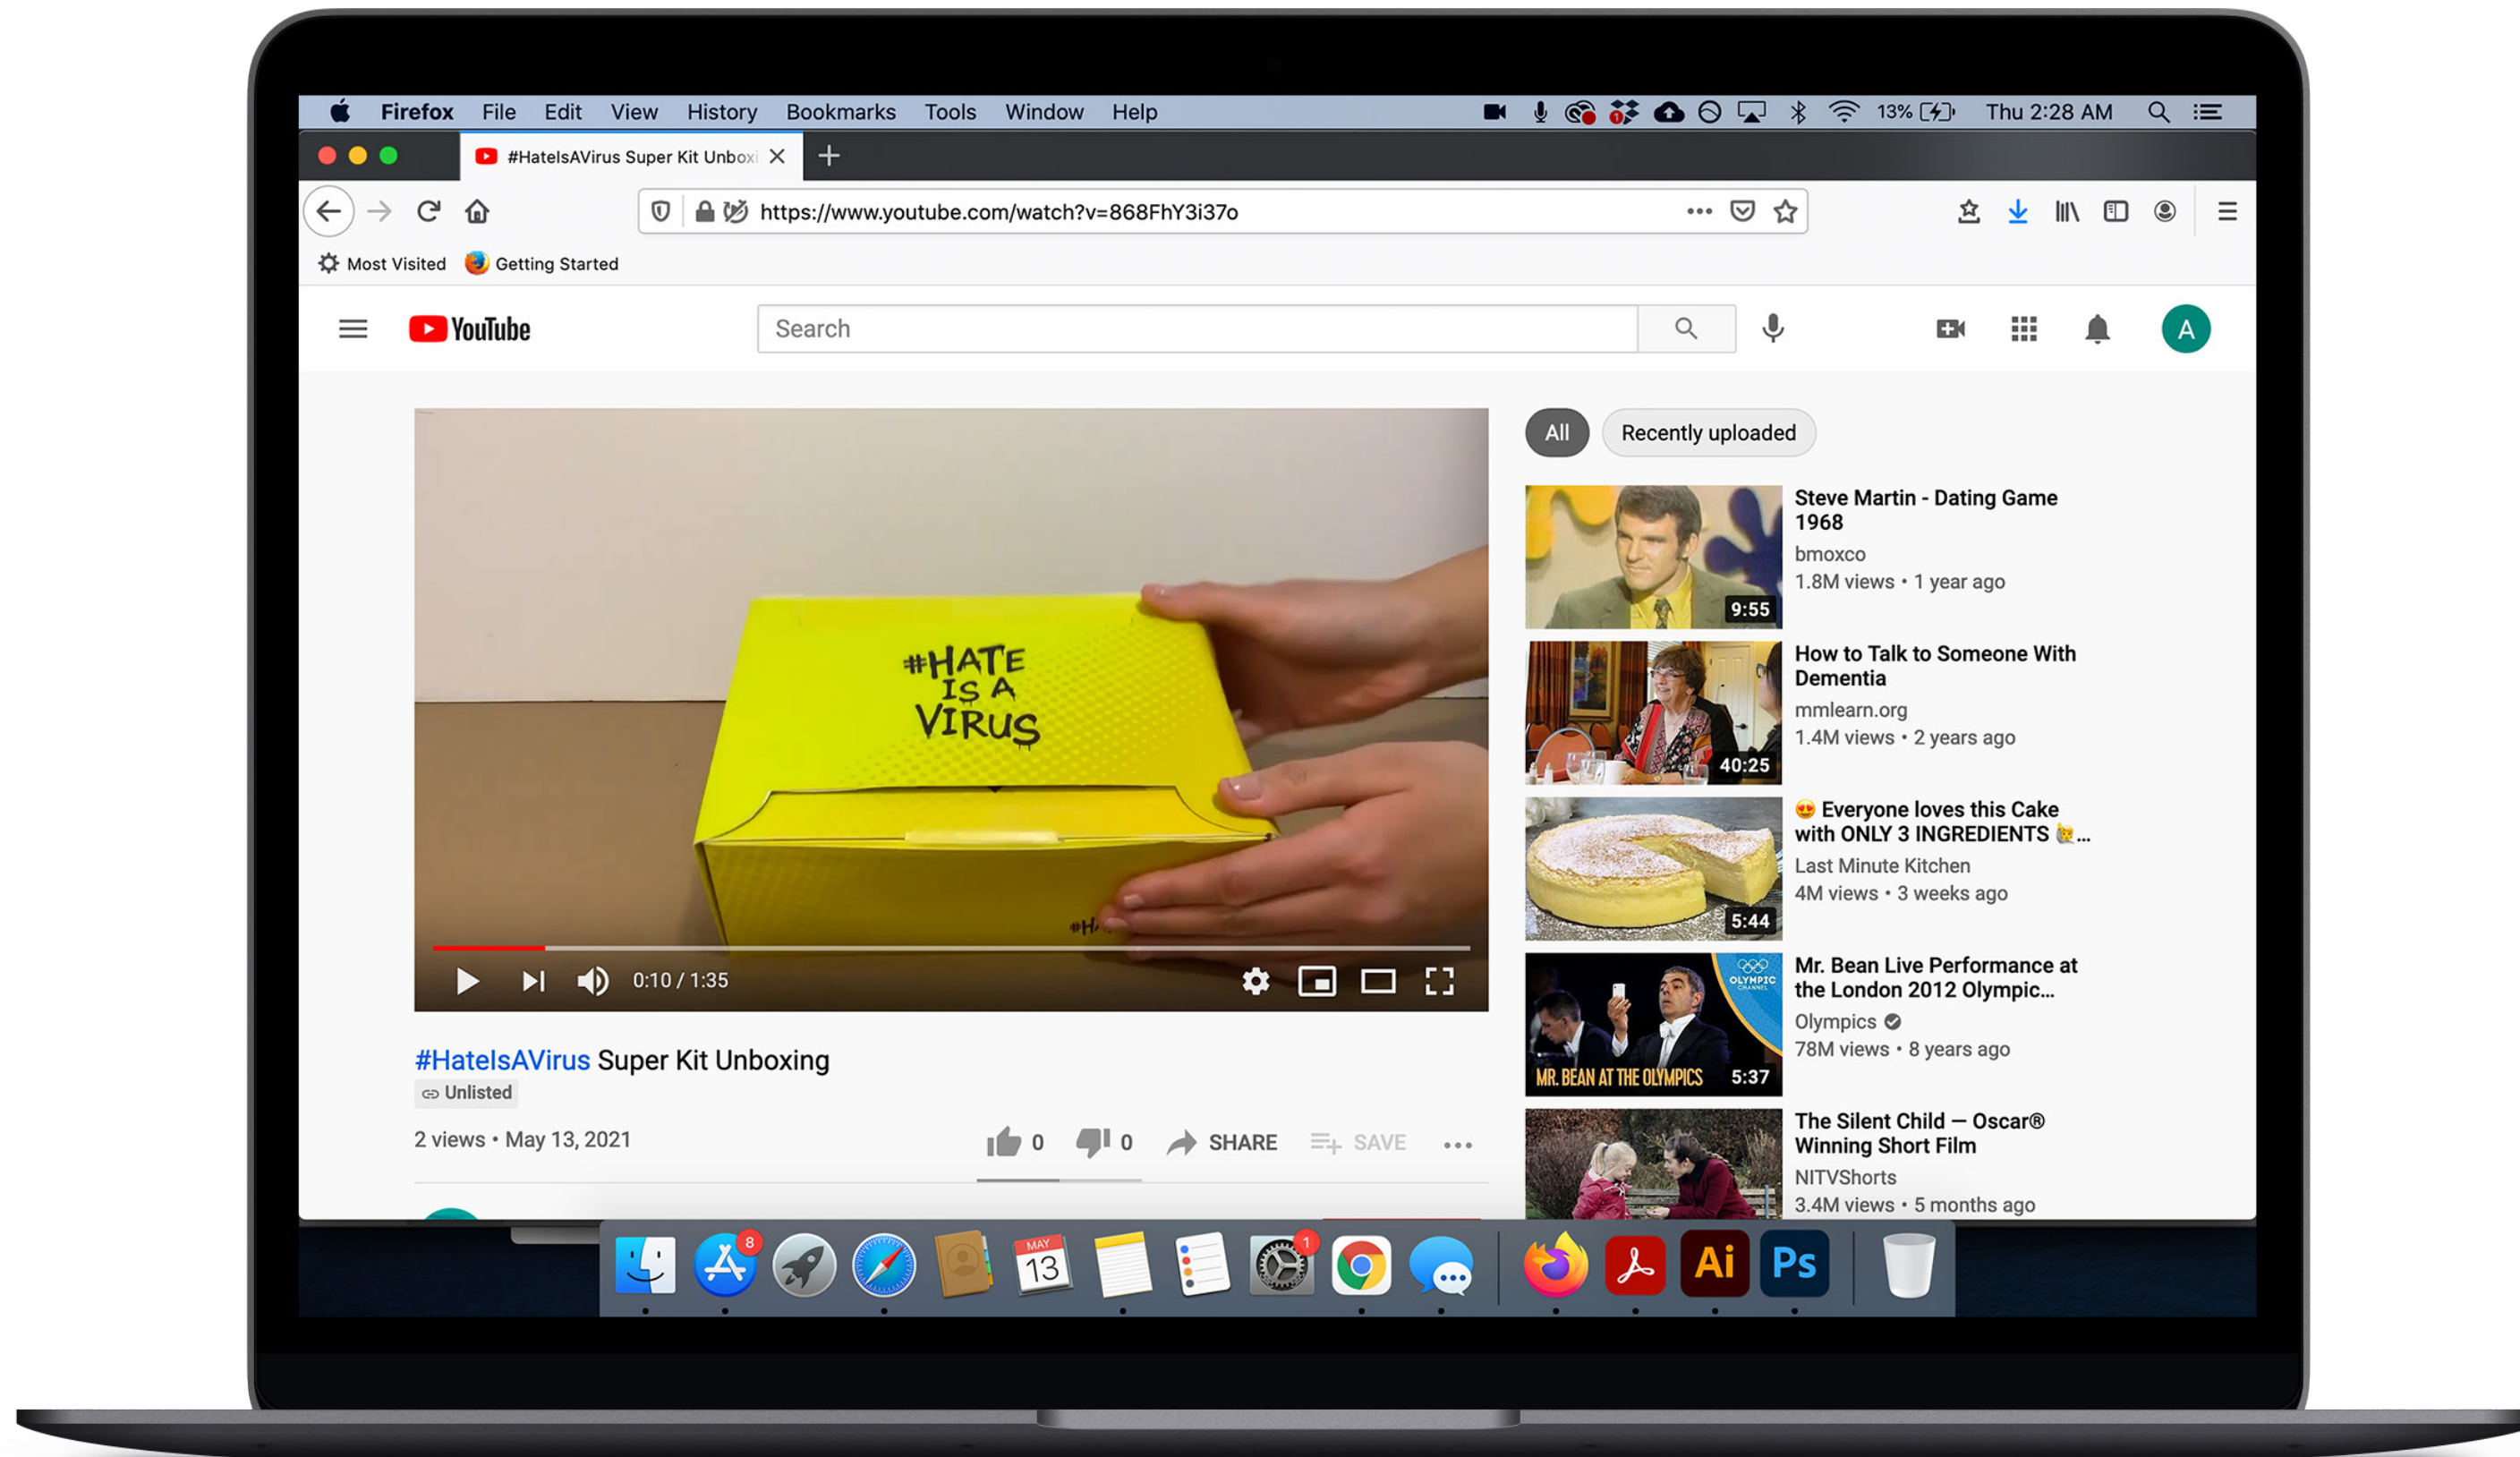 Firefox File Edit View History Bookmarks Tools Window Help 1 13% Thu 2:28 AM
#HateIsAVirus Super Kit Unboxi
https://www.youtube.com/watch?v=868FhY3i37o
Most Visited Getting Started
YouTube
Search
A
#HATE
IS A
VIRUS
0:10 / 1:35
#HateIsAVirus Super Kit Unboxing
Unlisted
2 views • May 13, 2021
0 0 SHARE SAVE
All Recently uploaded
9:55
Steve Martin - Dating Game
1968
bmoxco
1.8M views • 1 year ago
40:25
How to Talk to Someone With
Dementia
mmlearn.org
1.4M views • 2 years ago
5:44
😍 Everyone loves this Cake
with ONLY 3 INGREDIENTS 🙋...
Last Minute Kitchen
4M views • 3 weeks ago
OLYMPIC
CHANNEL
MR. BEAN AT THE OLYMPICS 5:37
Mr. Bean Live Performance at
the London 2012 Olympic...
Olympics
78M views • 8 years ago
The Silent Child – Oscar®
Winning Short Film
NITVShorts
3.4M views • 5 months ago
8
MAY
13
1
Ai Ps